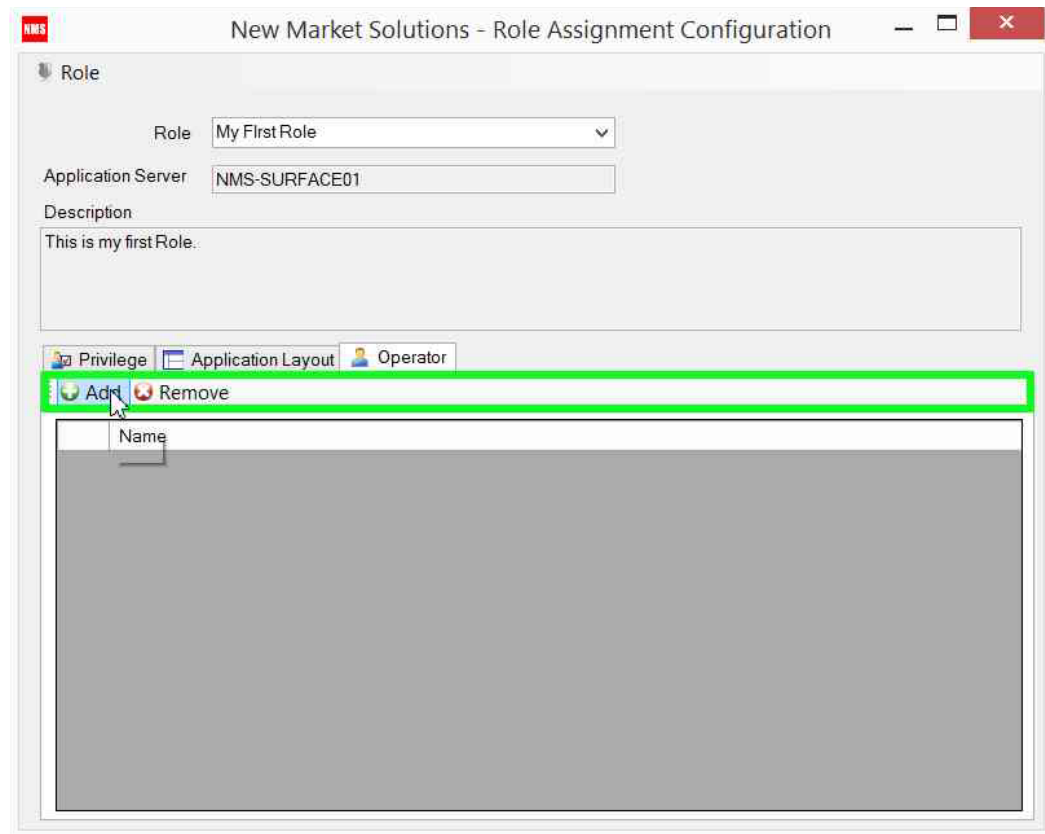 NMS
New Market Solutions - Role Assignment Configuration
Role
Role My FIrst Role
Application Server NMS-SURFACE01
Description
This is my first Role.
Privilege Application Layout Operator
Add Remove
Name